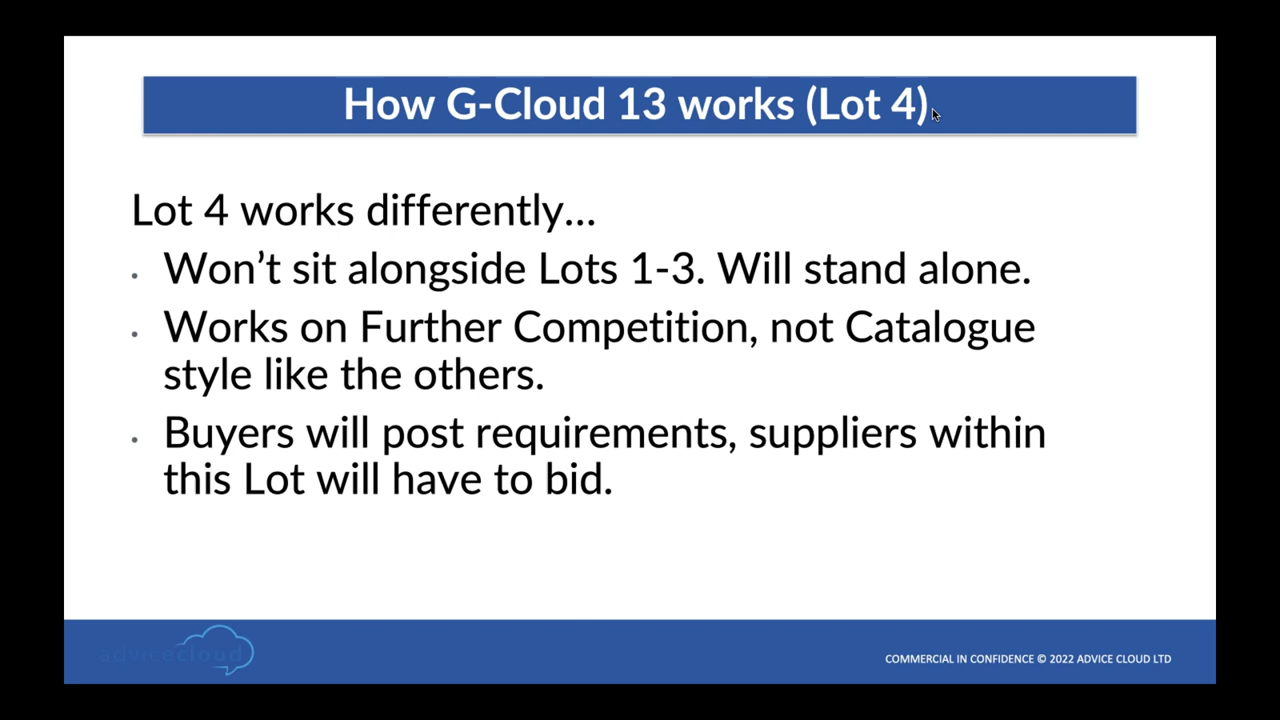 How G-Cloud 13 works (Lot 4)
Lot 4 works differently...
• Won’t sit alongside Lots 1-3. Will stand alone.
• Works on Further Competition, not Catalogue
style like the others.
• Buyers will post requirements, suppliers within
this Lot will have to bid.
advicecloud
COMMERCIAL IN CONFIDENCE © 2022 ADVICE CLOUD LTD